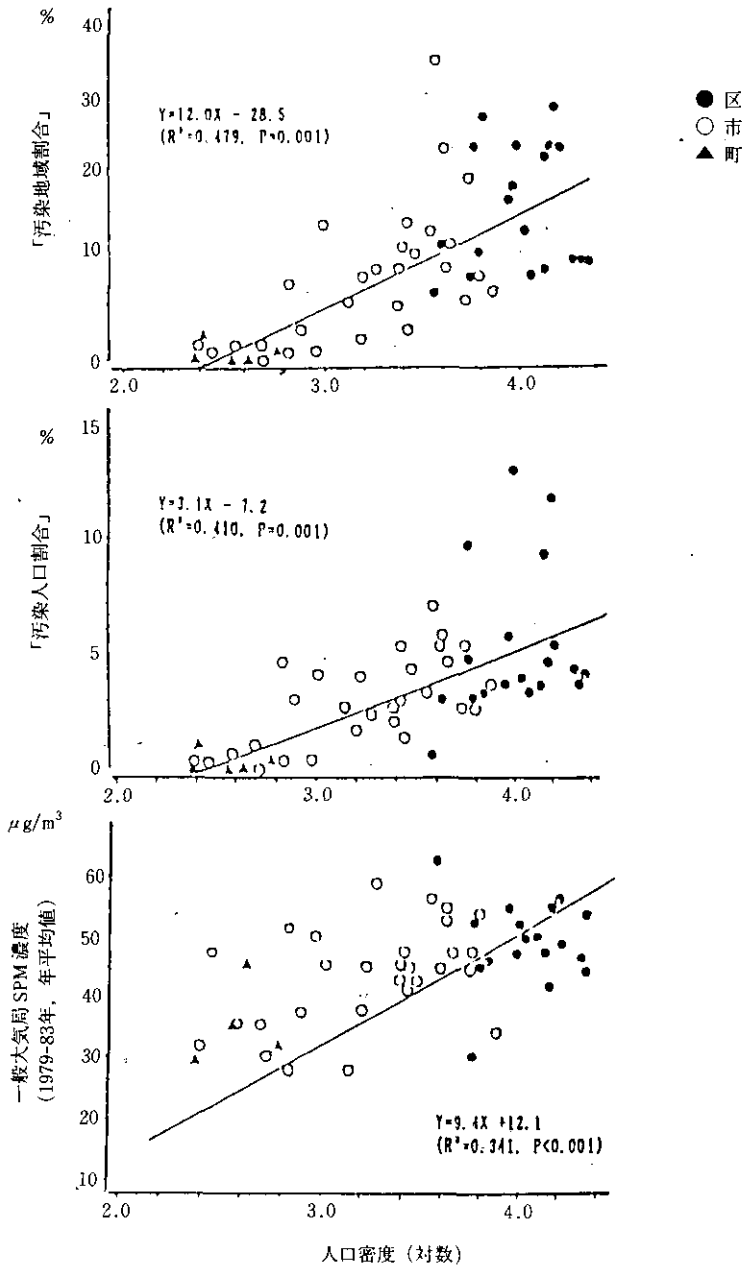 %
40
30
20
10
0
「汚染地域割合」
Y=12.0X - 28.5
(R²=0.479, P=0.001)
● 区
○ 市
▲ 町
2.0 3.0 4.0
%
15
10
5
0
「汚染人口割合」
Y=3.1X - 7.2
(R²=0.410, P=0.001)
2.0 3.0 4.0
μg/m³
60
50
40
30
20
10
一般大気局 SPM 濃度
(1979-83年, 年平均値)
Y=9.4X +12.1
(R²=0.341, P<0.001)
2.0 3.0 4.0
人口密度 (対数)